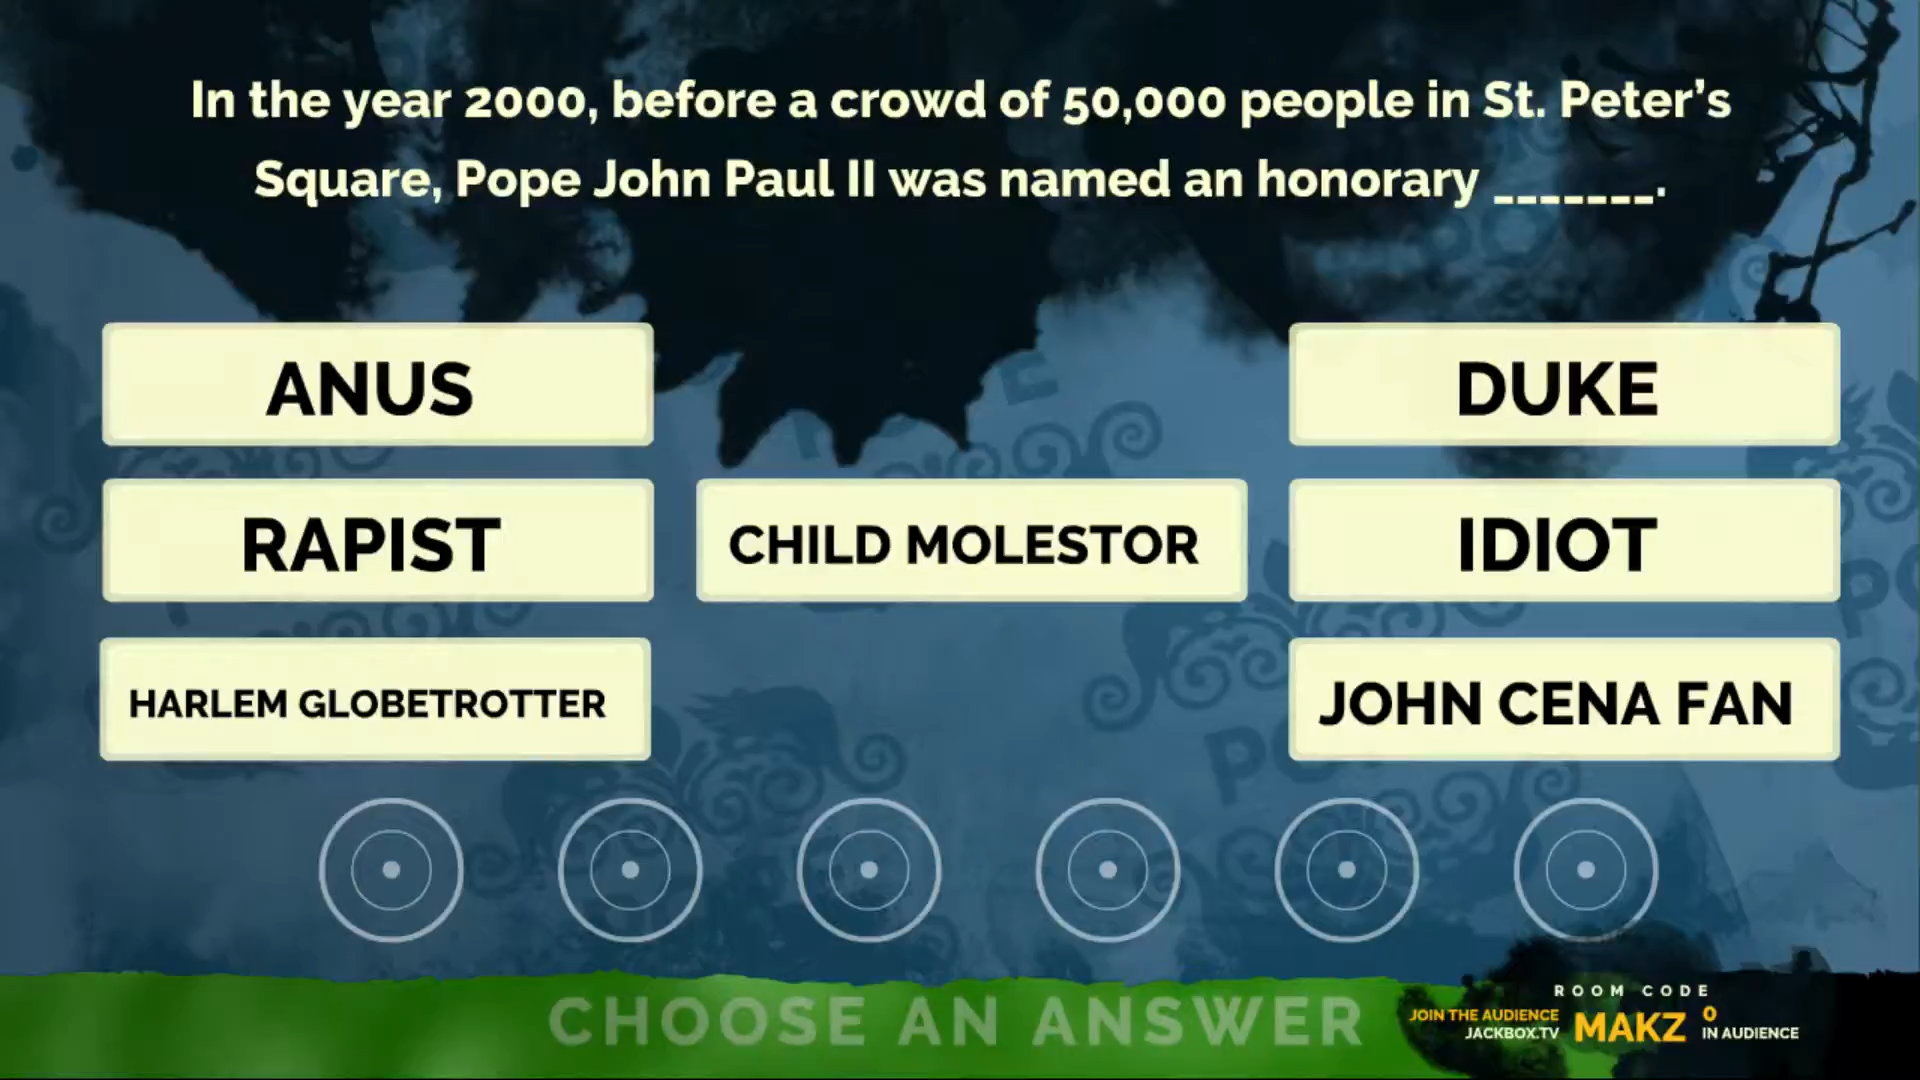 In the year 2000, before a crowd of 50,000 people in St. Peter's
Square, Pope John Paul II was named an honorary _______.
ANUS
DUKE
RAPIST
CHILD MOLESTOR
IDIOT
HARLEM GLOBETROTTER
JOHN CENA FAN
CHOOSE AN ANSWER
ROOM CODE
JOIN THE AUDIENCE
JACKBOX.TV
MAKZ
0
IN AUDIENCE